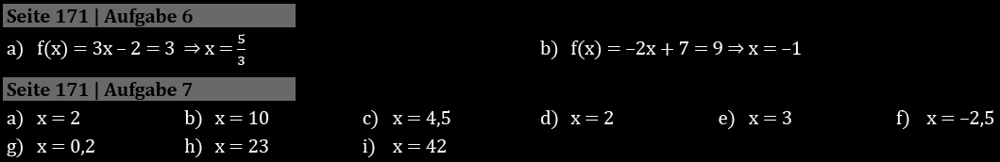 Seite 171 | Aufgabe 6
a) f(x) = 3x – 2 = 3 ⇒ x = 5/3 b) f(x) = –2x + 7 = 9 ⇒ x = –1
Seite 171 | Aufgabe 7
a) x = 2 b) x = 10 c) x = 4,5 d) x = 2 e) x = 3 f) x = –2,5
g) x = 0,2 h) x = 23 i) x = 42